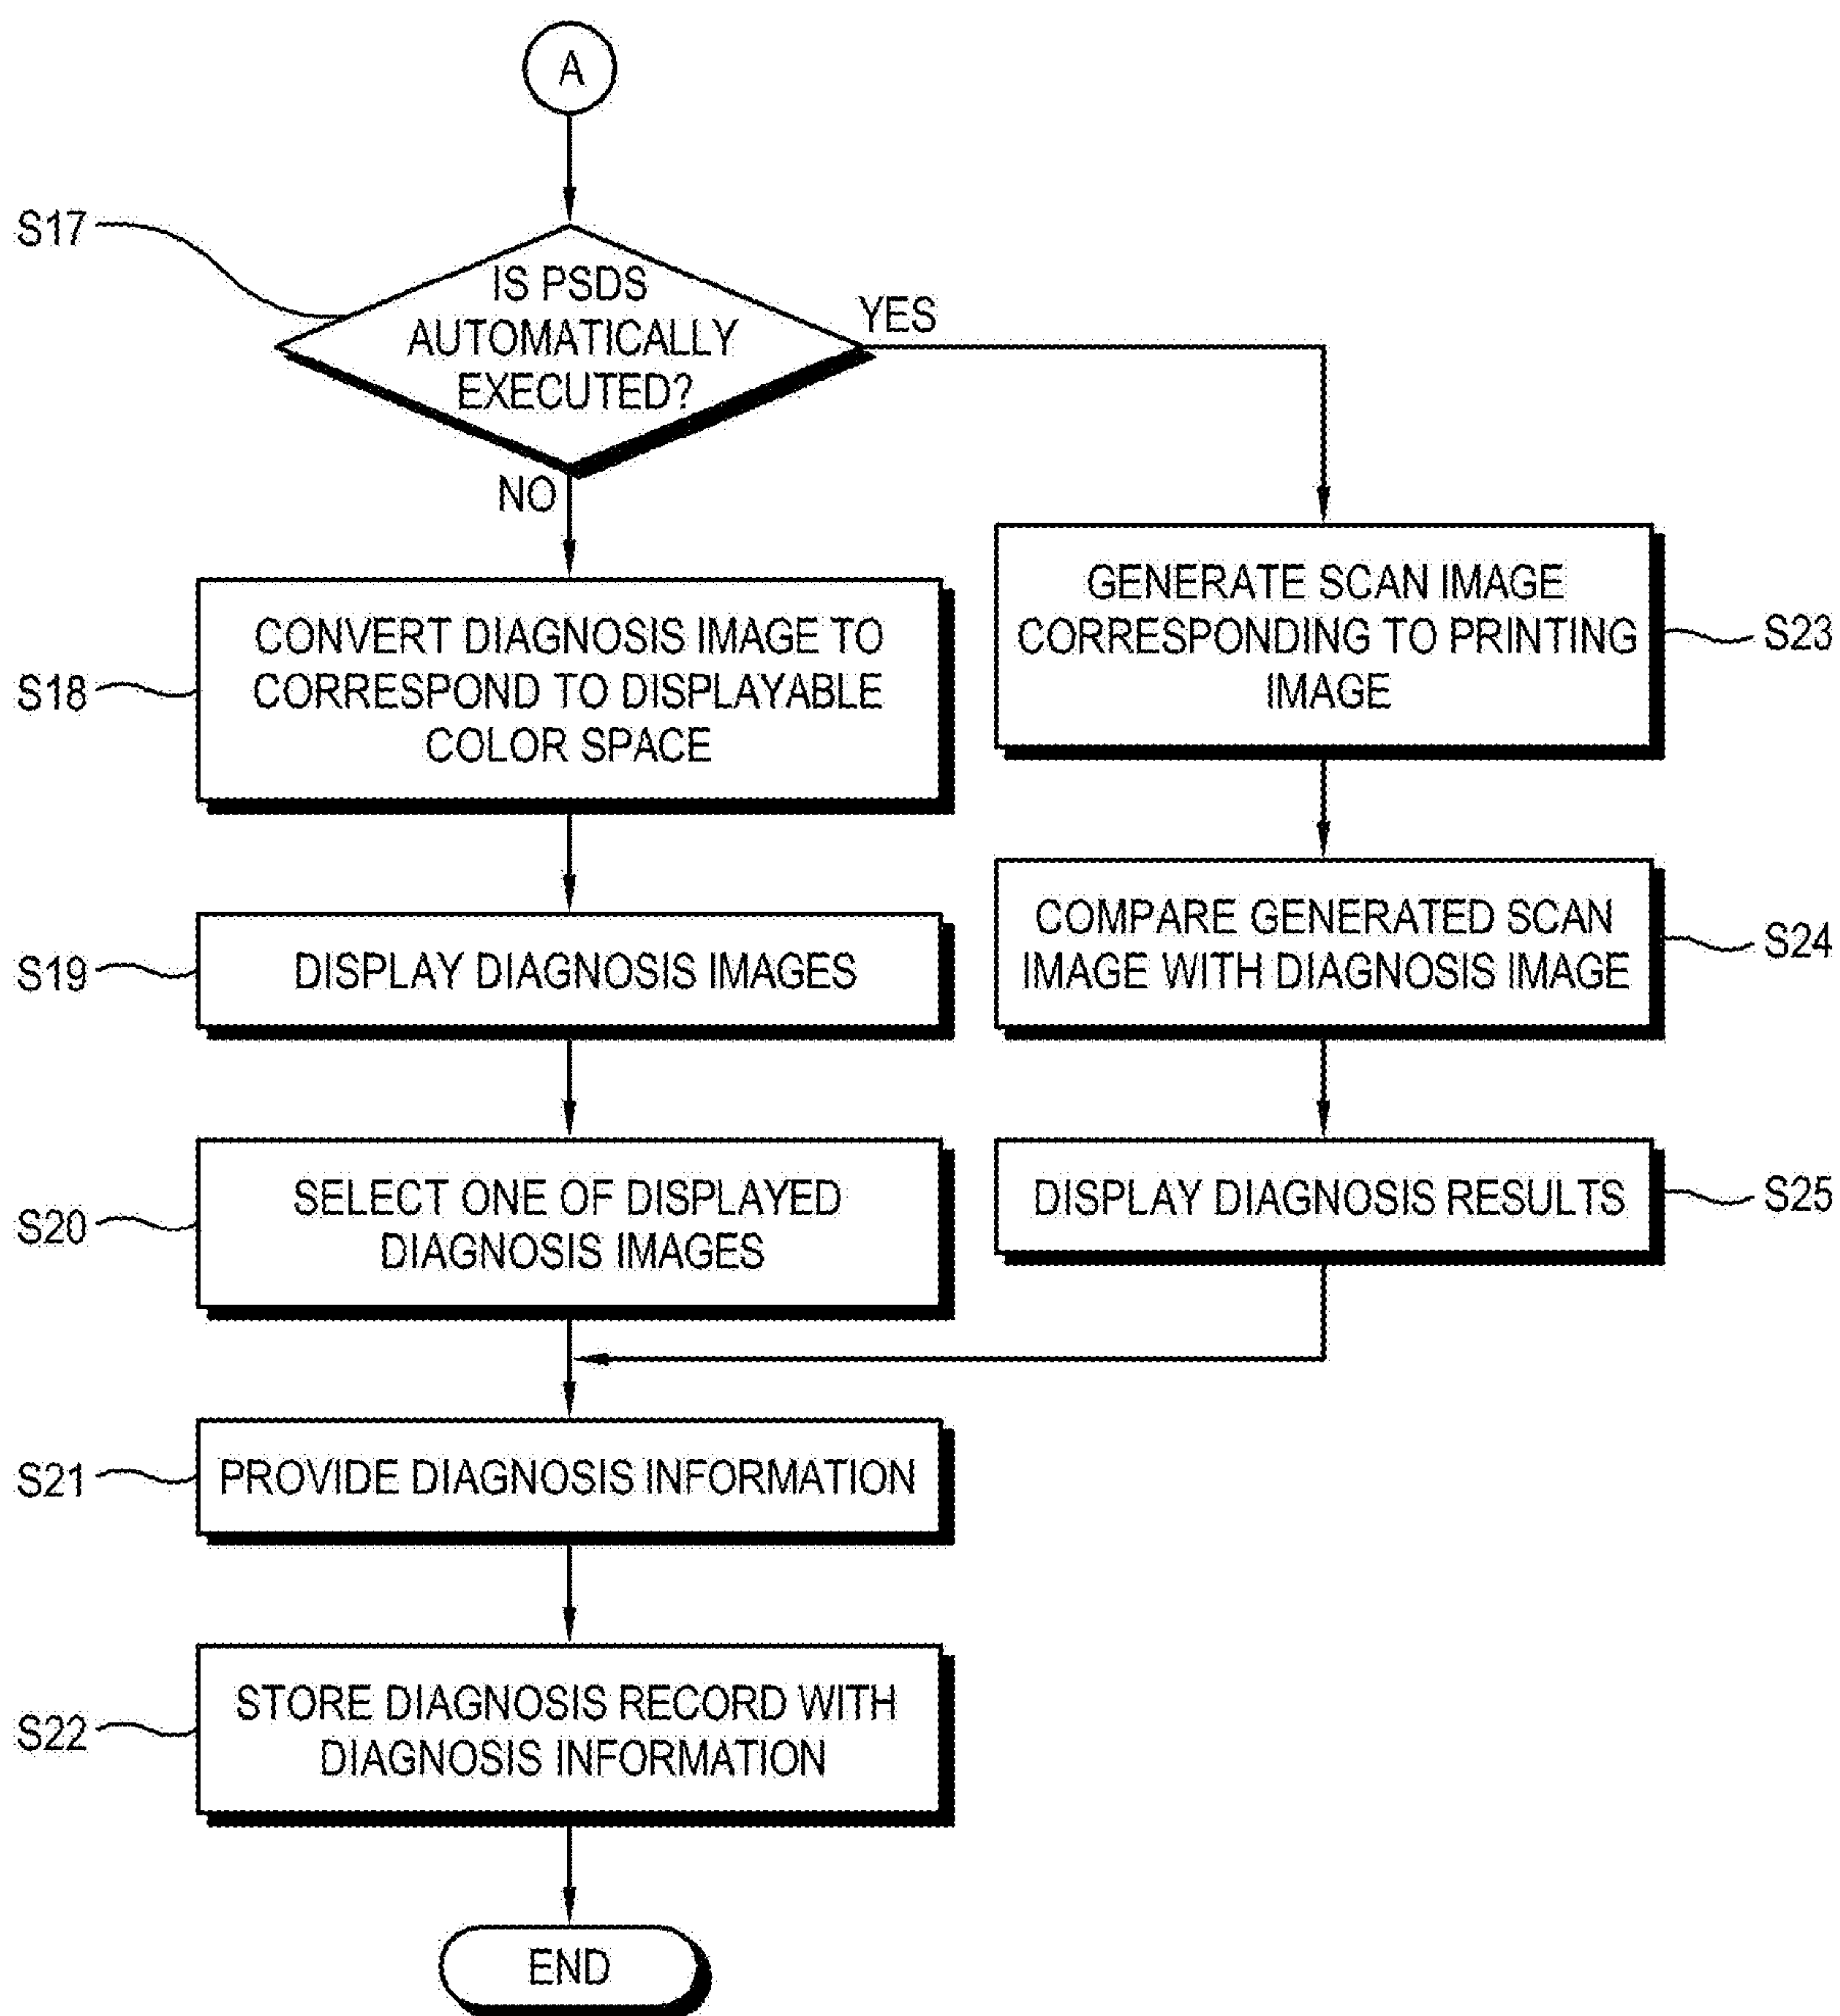 A
S17
IS PSDS
AUTOMATICALLY
EXECUTED?
YES
NO
S18
CONVERT DIAGNOSIS IMAGE TO
CORRESPOND TO DISPLAYABLE
COLOR SPACE
GENERATE SCAN IMAGE
CORRESPONDING TO PRINTING
IMAGE
S23
S19
DISPLAY DIAGNOSIS IMAGES
COMPARE GENERATED SCAN
IMAGE WITH DIAGNOSIS IMAGE
S24
S20
SELECT ONE OF DISPLAYED
DIAGNOSIS IMAGES
DISPLAY DIAGNOSIS RESULTS
S25
S21
PROVIDE DIAGNOSIS INFORMATION
S22
STORE DIAGNOSIS RECORD WITH
DIAGNOSIS INFORMATION
END